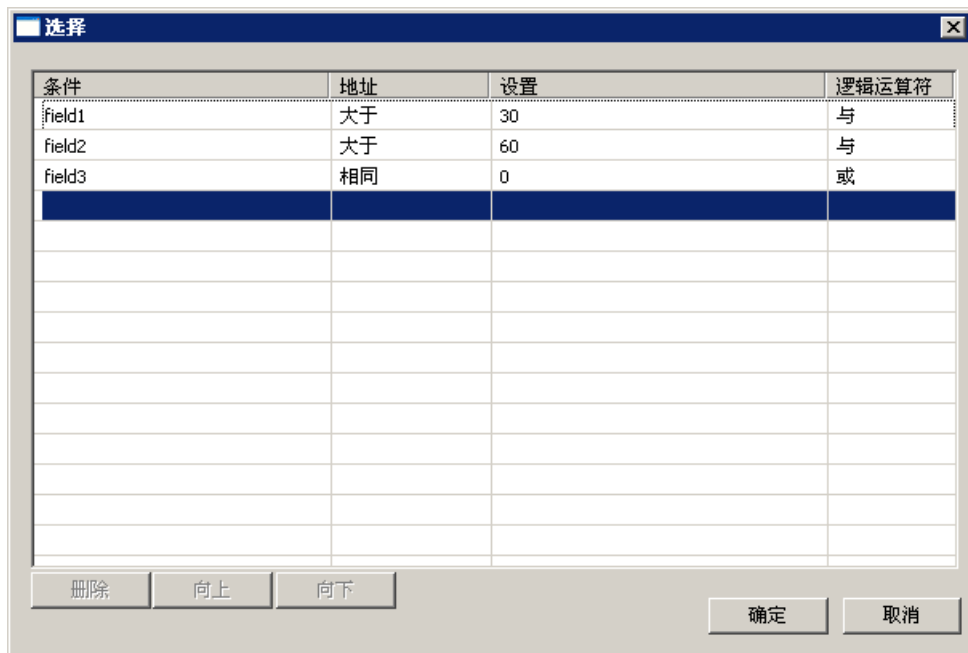 选择
条件 地址 设置 逻辑运算符
field1 大于 30 与
field2 大于 60 与
field3 相同 0 或
删除 向上 向下
确定 取消